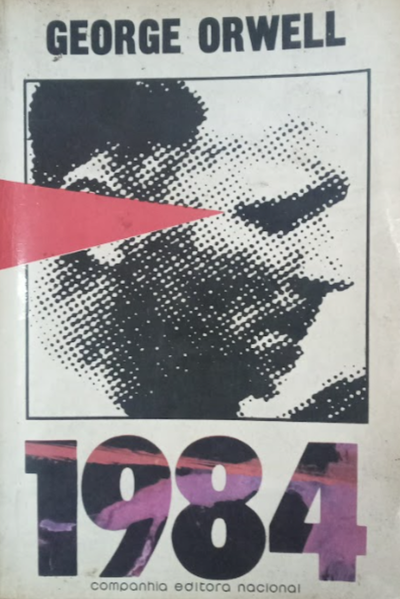 GEORGE ORWELL
1984
companhia editora nacional